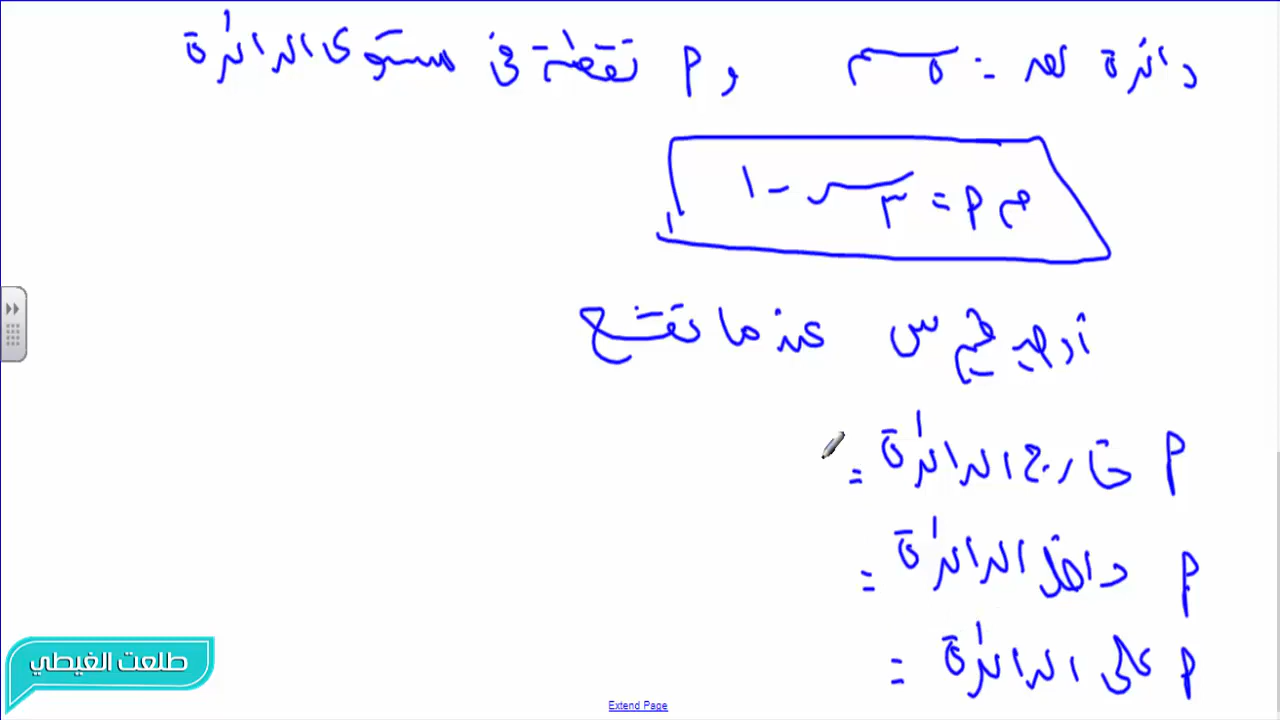 دائرة نق = ٥ سم و أ نقطة في مستوى الدائرة
م أ = ٣ س - ١
أوجد قيم س عندما تقع
أ خارج الدائرة =
أ داخل الدائرة =
أ على الدائرة =
طلعت الغيطي
Extend Page